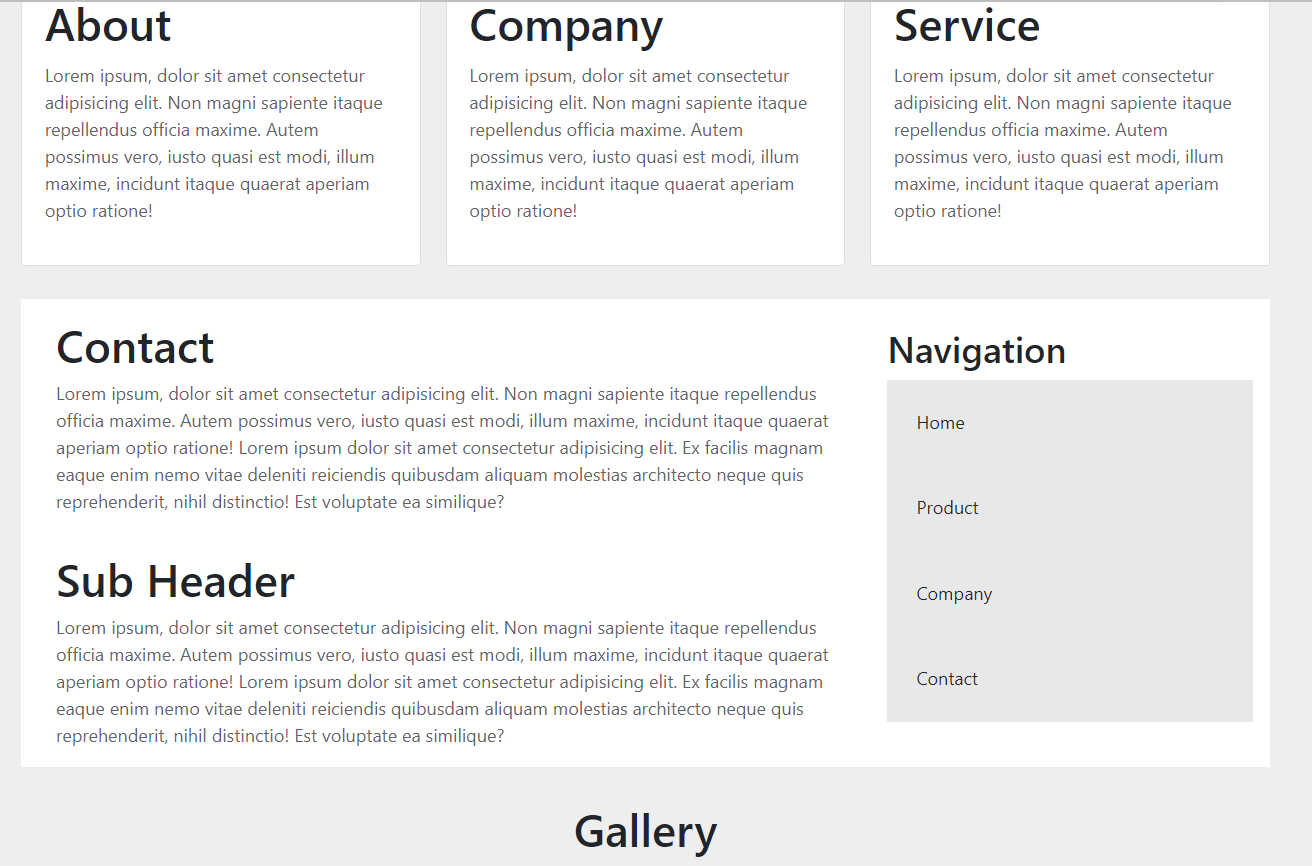 About
Lorem ipsum, dolor sit amet consectetur
adipisicing elit. Non magni sapiente itaque
repellendus officia maxime. Autem
possimus vero, iusto quasi est modi, illum
maxime, incidunt itaque quaerat aperiam
optio ratione!
Company
Lorem ipsum, dolor sit amet consectetur
adipisicing elit. Non magni sapiente itaque
repellendus officia maxime. Autem
possimus vero, iusto quasi est modi, illum
maxime, incidunt itaque quaerat aperiam
optio ratione!
Service
Lorem ipsum, dolor sit amet consectetur
adipisicing elit. Non magni sapiente itaque
repellendus officia maxime. Autem
possimus vero, iusto quasi est modi, illum
maxime, incidunt itaque quaerat aperiam
optio ratione!
Contact
Lorem ipsum, dolor sit amet consectetur adipisicing elit. Non magni sapiente itaque repellendus
officia maxime. Autem possimus vero, iusto quasi est modi, illum maxime, incidunt itaque quaerat
aperiam optio ratione! Lorem ipsum dolor sit amet consectetur adipisicing elit. Ex facilis magnam
eaque enim nemo vitae deleniti reiciendis quibusdam aliquam molestias architecto neque quis
reprehenderit, nihil distinctio! Est voluptate ea similique?
Sub Header
Lorem ipsum, dolor sit amet consectetur adipisicing elit. Non magni sapiente itaque repellendus
officia maxime. Autem possimus vero, iusto quasi est modi, illum maxime, incidunt itaque quaerat
aperiam optio ratione! Lorem ipsum dolor sit amet consectetur adipisicing elit. Ex facilis magnam
eaque enim nemo vitae deleniti reiciendis quibusdam aliquam molestias architecto neque quis
reprehenderit, nihil distinctio! Est voluptate ea similique?
Navigation
Home
Product
Company
Contact
Gallery